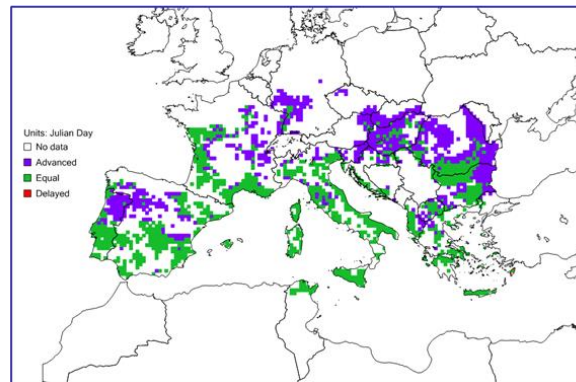 Units: Julian Day
No data
Advanced
Equal
Delayed